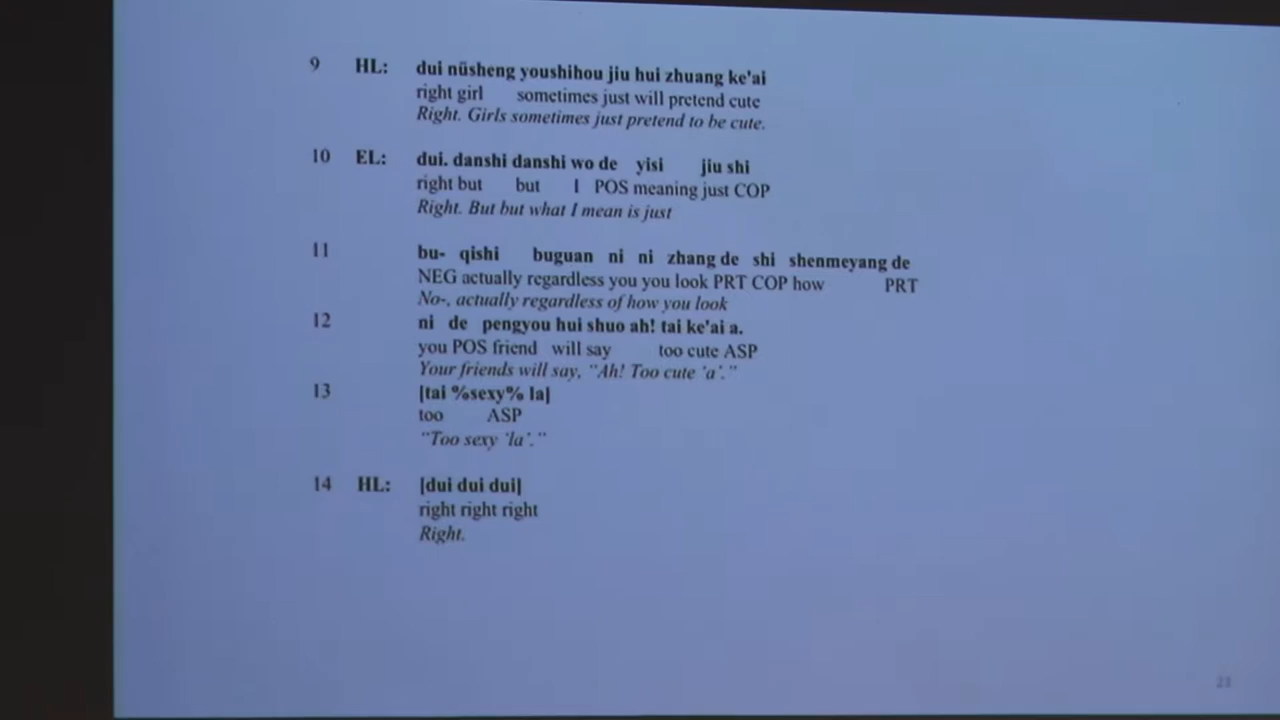 9 HL: dui nüsheng youshihou jiu hui zhuang ke'ai
right girl sometimes just will pretend cute
Right. Girls sometimes just pretend to be cute.
10 EL: dui. danshi danshi wo de yisi jiu shi
right but but I POS meaning just COP
Right. But but what I mean is just
11 bu- qishi buguan ni ni zhang de shi shenmeyang de
NEG actually regardless you you look PRT COP how PRT
No-, actually regardless of how you look
12 ni de pengyou hui shuo ah! tai ke'ai a.
you POS friend will say too cute ASP
Your friends will say, "Ah! Too cute 'a'."
13 [tai %sexy% la]
too ASP
"Too sexy 'la'."
14 HL: [dui dui dui]
right right right
Right.
23